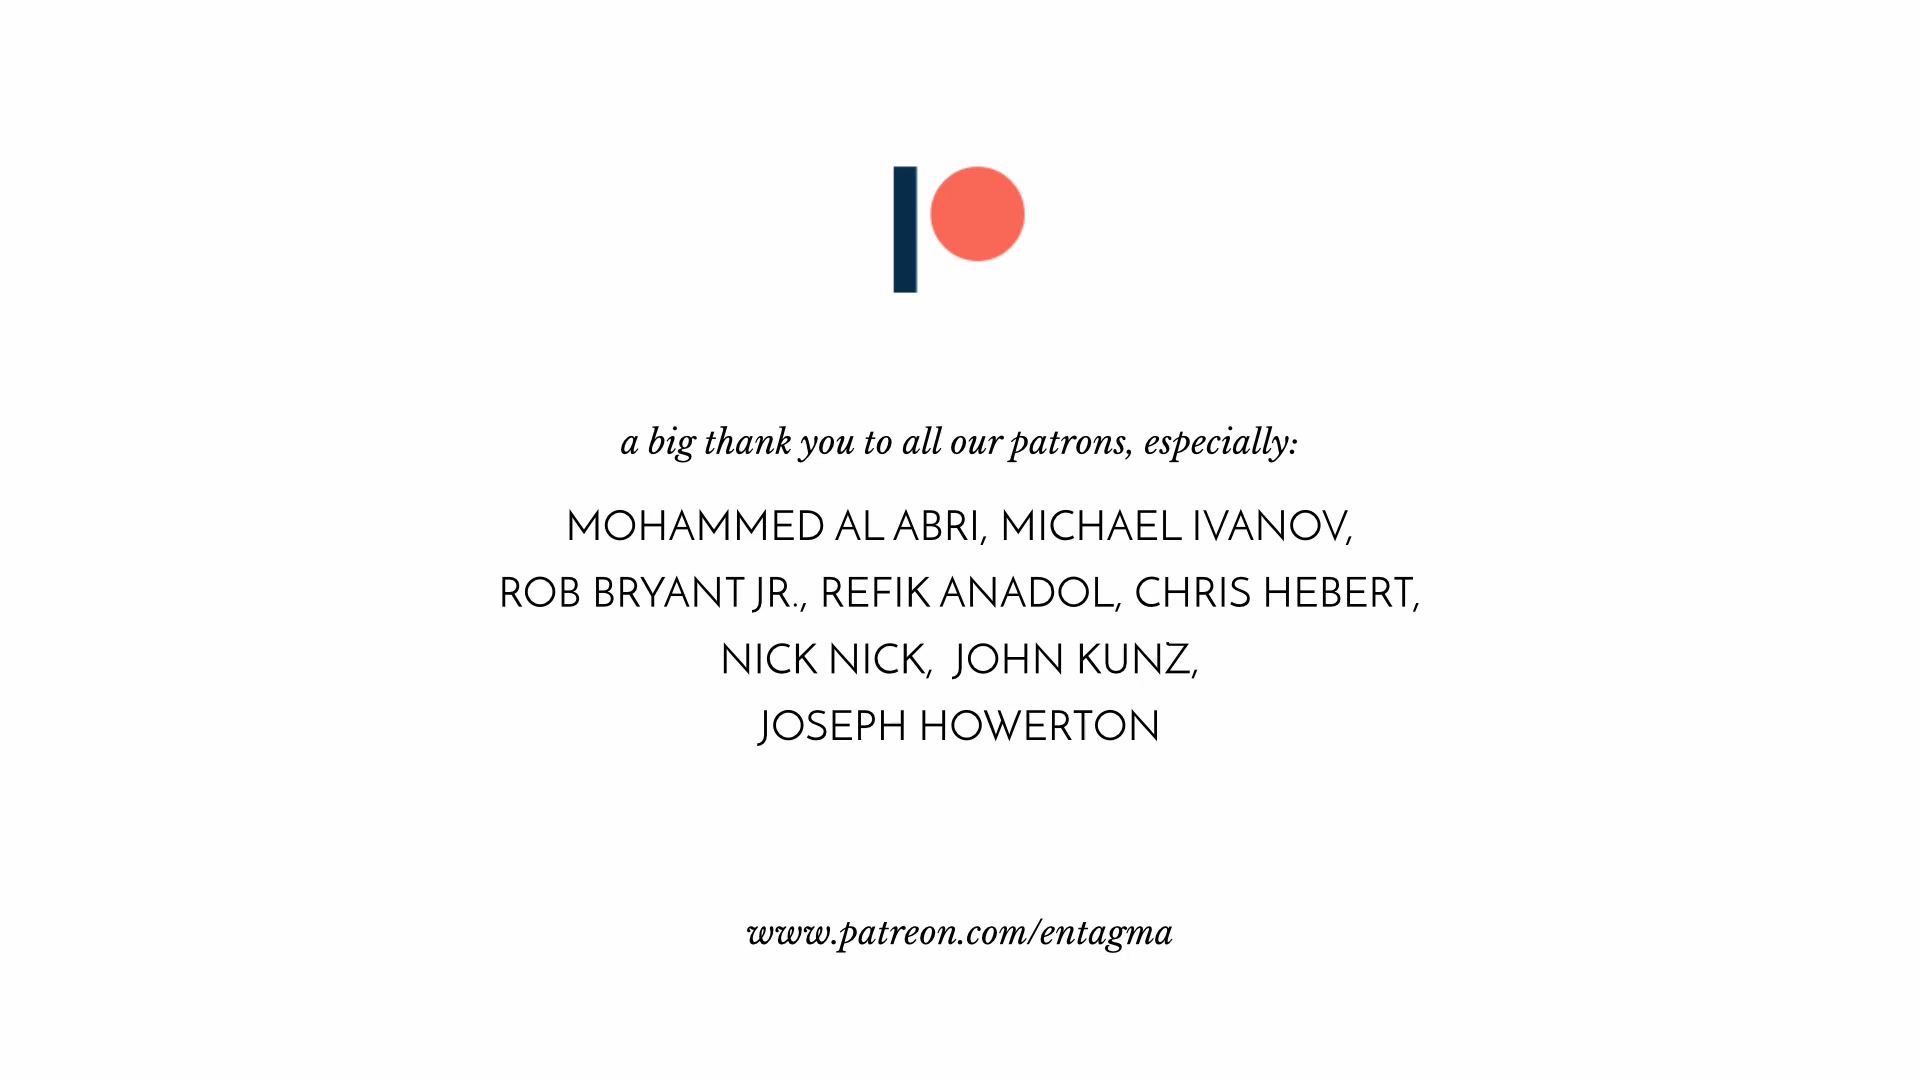 a big thank you to all our patrons, especially:
MOHAMMED AL ABRI, MICHAEL IVANOV,
ROB BRYANT JR., REFIK ANADOL, CHRIS HEBERT,
NICK NICK, JOHN KUNZ,
JOSEPH HOWERTON
www.patreon.com/entagma